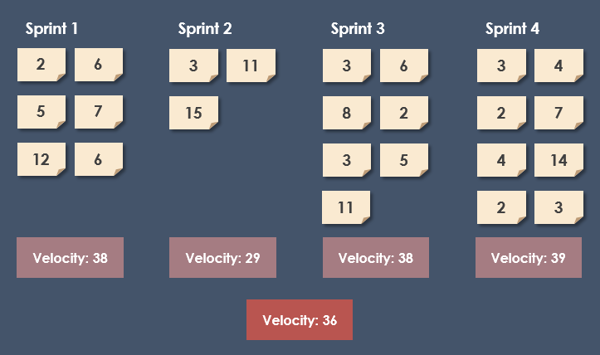 Sprint 1 Sprint 2 Sprint 3 Sprint 4
2 6 3 11 3 6 3 4
5 7 15 8 2 2 7
12 6 3 5 4 14
11 2 3
Velocity: 38 Velocity: 29 Velocity: 38 Velocity: 39
Velocity: 36